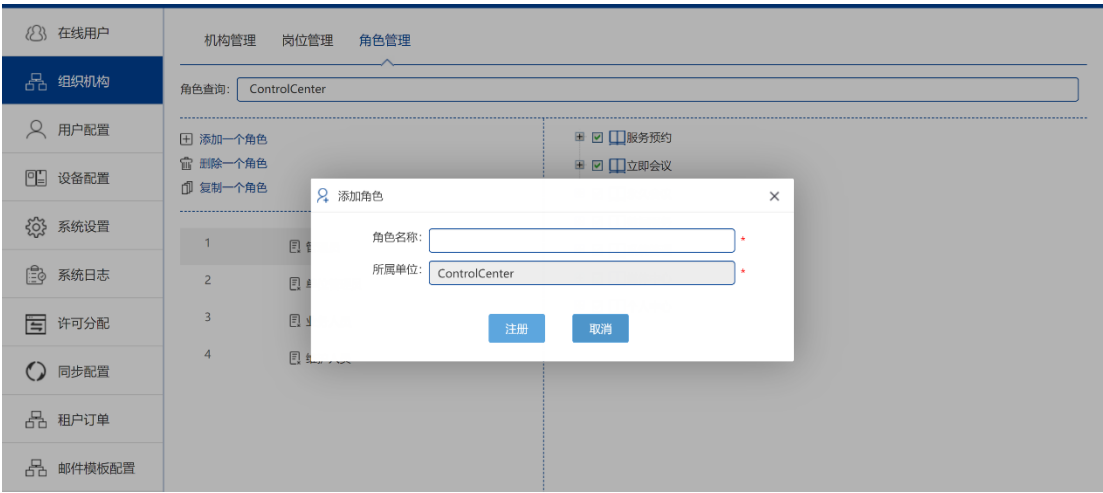 在线用户
组织机构
用户配置
设备配置
系统设置
系统日志
许可分配
同步配置
租户订单
邮件模板配置
机构管理 岗位管理 角色管理
角色查询: ControlCenter
添加一个角色
删除一个角色
复制一个角色
服务预约
立即会议
1
2
3
4
添加角色
角色名称: *
所属单位: ControlCenter *
注册 取消